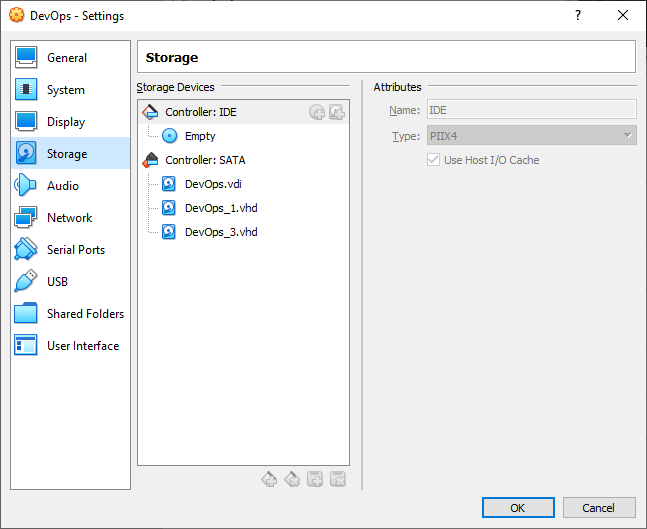 DevOps - Settings
?
General
System
Display
Storage
Audio
Network
Serial Ports
USB
Shared Folders
User Interface
Storage
Storage Devices
Controller: IDE
Empty
Controller: SATA
DevOps.vdi
DevOps_1.vhd
DevOps_3.vhd
Attributes
Name: IDE
Type: PIIX4
Use Host I/O Cache
OK
Cancel